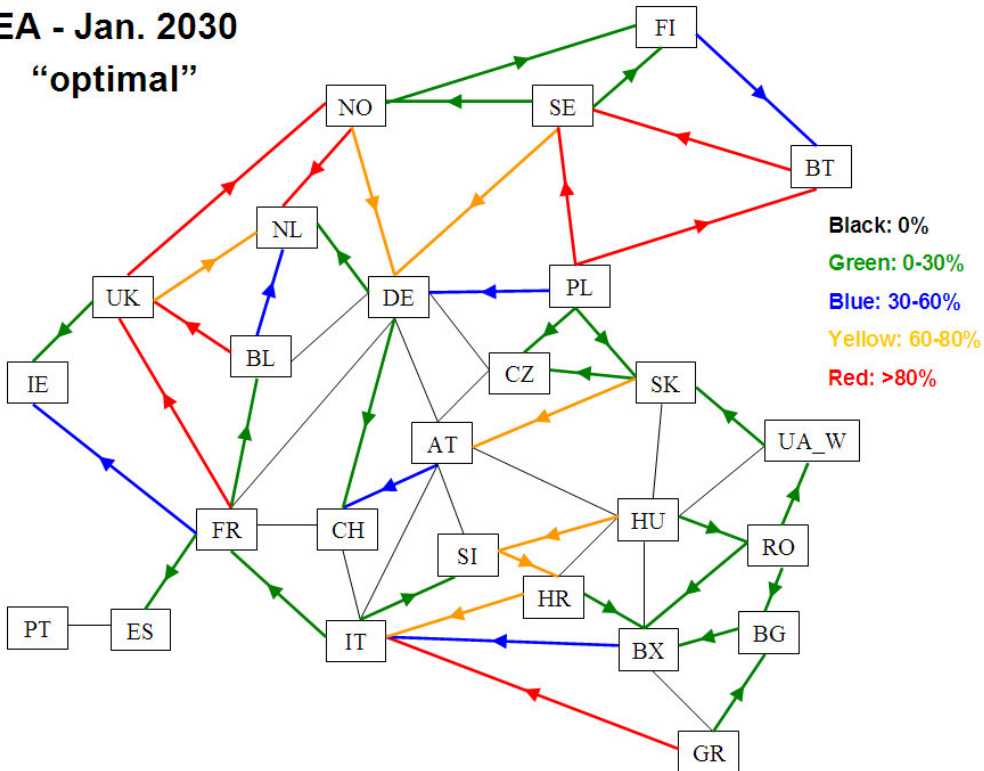 EA - Jan. 2030
“optimal”
FI
NO
SE
BT
NL
Black: 0%
Green: 0-30%
Blue: 30-60%
Yellow: 60-80%
Red: >80%
UK
DE
PL
BL
IE
CZ
SK
AT
UA_W
FR
CH
HU
SI
RO
HR
PT
ES
IT
BX
BG
GR